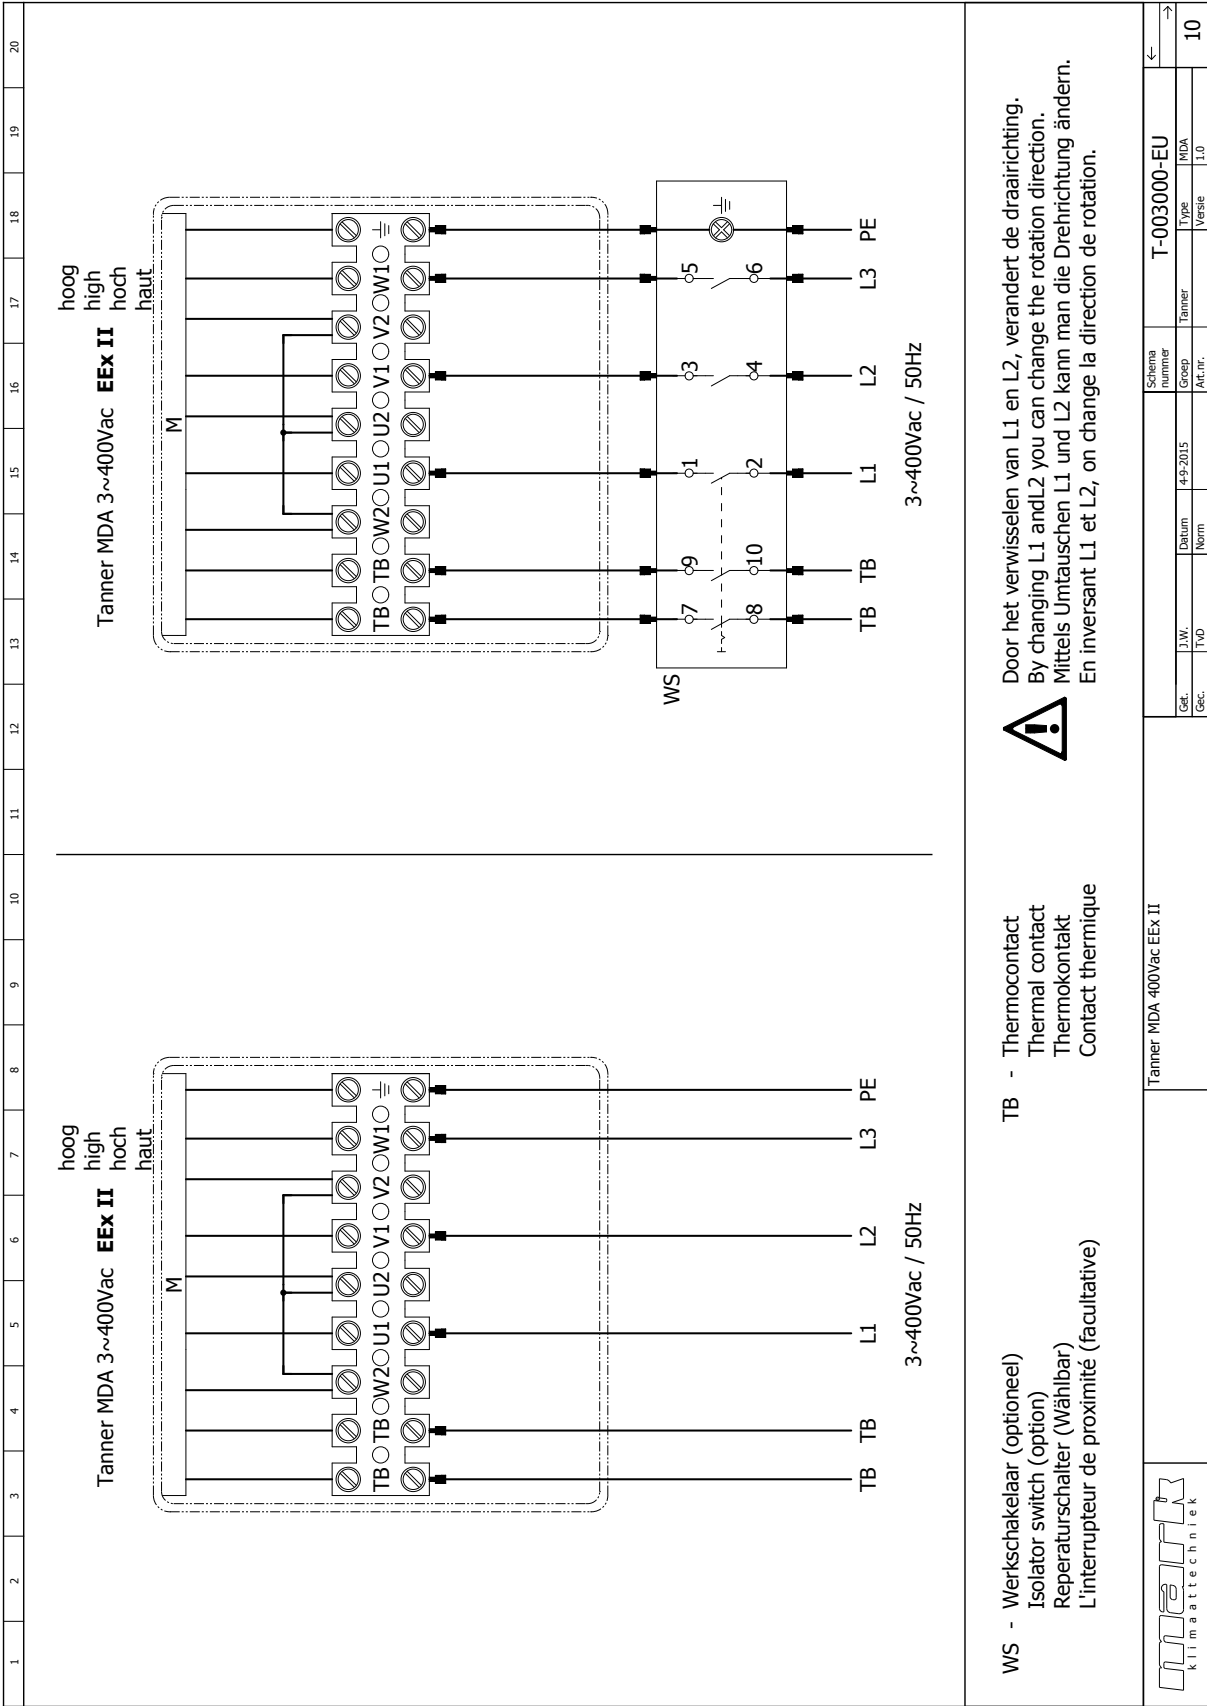 1 2 3 4 5 6 7 8 9 10 11 12 13 14 15 16 17 18 19 20
Tanner MDA 3~400Vac EEx II
hoog
high
hoch
haut
M
TB TB W2 U1 U2 V1 V2 W1
TB TB L1 L2 L3 PE
3~400Vac / 50Hz
Tanner MDA 3~400Vac EEx II
hoog
high
hoch
haut
M
TB TB W2 U1 U2 V1 V2 W1
WS
7 9 1 3 5
8 10 2 4 6
TB TB L1 L2 L3 PE
3~400Vac / 50Hz
WS - Werkschakelaar (optioneel)
Isolator switch (option)
Reperaturschalter (Wählbar)
L'interrupteur de proximité (facultative)
TB - Thermocontact
Thermal contact
Thermokontakt
Contact thermique
Door het verwisselen van L1 en L2, verandert de draairichting.
By changing L1 andL2 you can change the rotation direction.
Mittels Umtauschen L1 und L2 kann man die Drehrichtung ändern.
En inversant L1 et L2, on change la direction de rotation.
mark
klimaattechniek
Tanner MDA 400Vac EEx II
Schema
nummer
T-003000-EU
Get. J.W. Datum 4-9-2015 Groep Tanner Type MDA
Gec. TvD Norm Art.nr. Versie 1.0
10